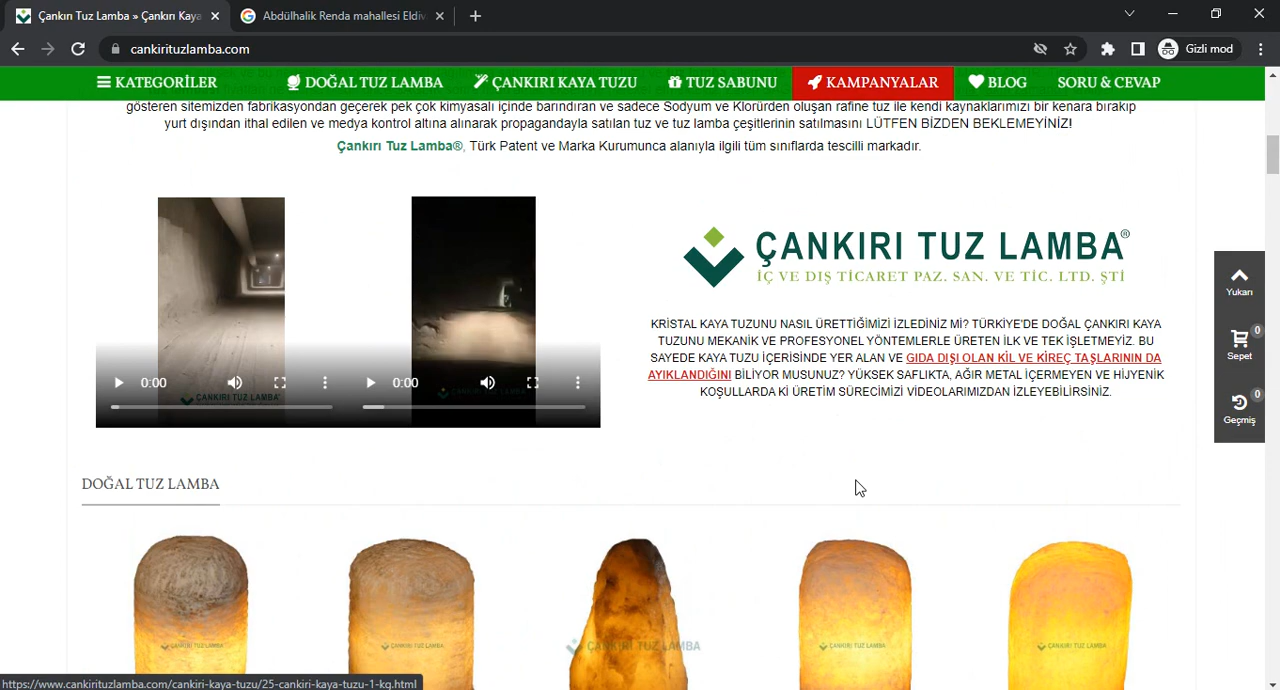 Çankırı Tuz Lamba » Çankırı Kaya
Abdülhalik Renda mahallesi Eldiv
cankirituzlamba.com
Gizli mod
KATEGORİLER
DOĞAL TUZ LAMBA
ÇANKIRI KAYA TUZU
TUZ SABUNU
KAMPANYALAR
BLOG
SORU & CEVAP
gösteren sitemizden fabrikasyondan geçerek pek çok kimyasalı içinde barındıran ve sadece Sodyum ve Klorürden oluşan rafine tuz ile kendi kaynaklarımızı bir kenara bırakıp
yurt dışından ithal edilen ve medya kontrol altına alınarak propagandayla satılan tuz ve tuz lamba çeşitlerinin satılmasını LÜTFEN BİZDEN BEKLEMEYİNİZ!
Çankırı Tuz Lamba®, Türk Patent ve Marka Kurumunca alanıyla ilgili tüm sınıflarda tescilli markadır.
0:00
ÇANKIRI TUZ LAMBA
0:00
ÇANKIRI TUZ LAMBA
ÇANKIRI TUZ LAMBA®
İÇ VE DIŞ TİCARET PAZ. SAN. VE TİC. LTD. ŞTİ
KRİSTAL KAYA TUZUNU NASIL ÜRETTİĞİMİZİ İZLEDİNİZ Mİ? TÜRKİYE'DE DOĞAL ÇANKIRI KAYA
TUZUNU MEKANİK VE PROFESYONEL YÖNTEMLERLE ÜRETEN İLK VE TEK İŞLETMEYİZ. BU
SAYEDE KAYA TUZU İÇERİSİNDE YER ALAN VE GIDA DIŞI OLAN KİL VE KİREÇ TAŞLARININ DA
AYIKLANDIĞINI BİLİYOR MUSUNUZ? YÜKSEK SAFLIKTA, AĞIR METAL İÇERMEYEN VE HİJYENİK
KOŞULLARDA Kİ ÜRETİM SÜRECİMİZİ VİDEOLARIMIZDAN İZLEYEBİLİRSİNİZ.
Yukarı
0
Sepet
0
Geçmiş
DOĞAL TUZ LAMBA
ÇANKIRI TUZ LAMBA
ÇANKIRI TUZ LAMBA
ÇANKIRI TUZ LAMBA
ÇANKIRI TUZ LAMBA
ÇANKIRI TUZ LAMBA
https://www.cankirituzlamba.com/cankiri-kaya-tuzu/25-cankiri-kaya-tuzu-1-kg.html